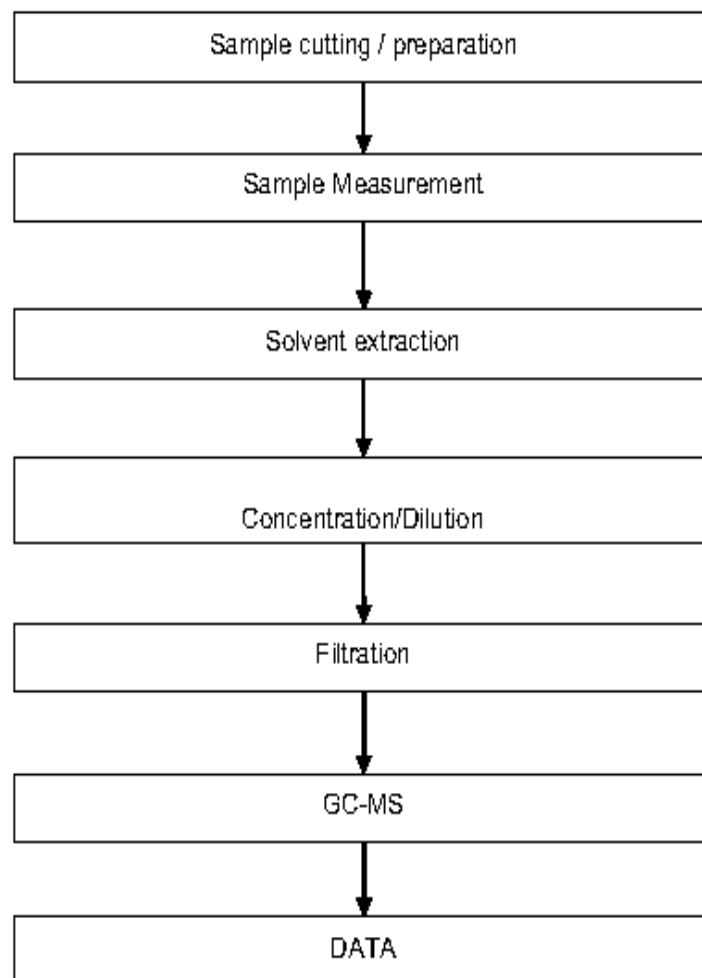 Sample cutting / preparation
Sample Measurement
Solvent extraction
Concentration/Dilution
Filtration
GC-MS
DATA